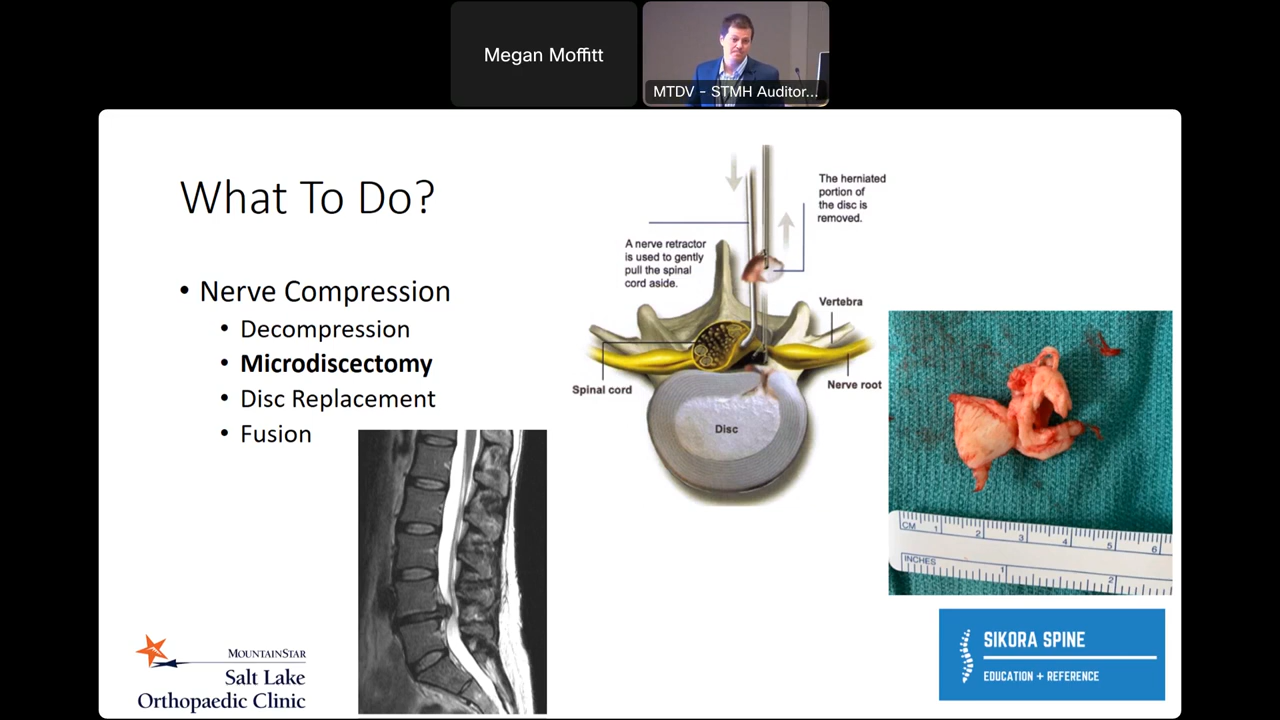 Megan Moffitt
MTDV - STMH Auditor...
What To Do?
• Nerve Compression
• Decompression
• Microdiscectomy
• Disc Replacement
• Fusion
The herniated
portion of
the disc is
removed.
A nerve retractor
is used to gently
pull the spinal
cord aside.
Vertebra
Spinal cord
Nerve root
Disc
CM 1 2 3 4 5 6
INCHES 1 2
MOUNTAINSTAR
Salt Lake
Orthopaedic Clinic
SIKORA SPINE
EDUCATION + REFERENCE